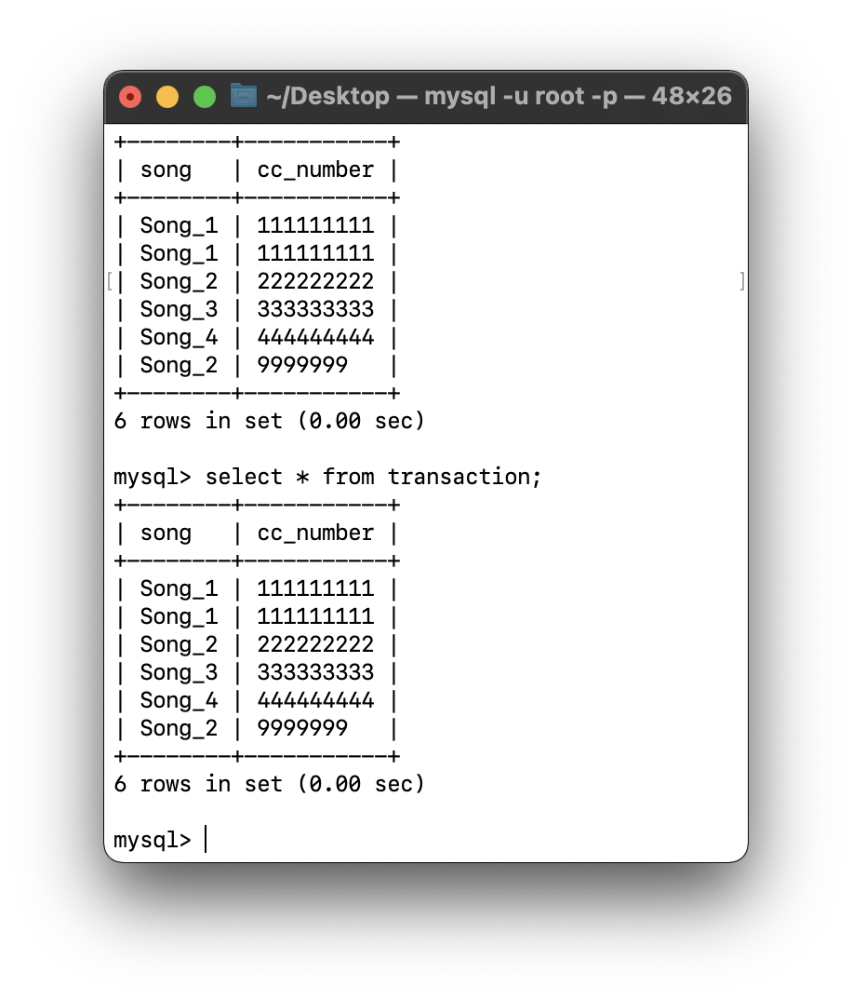 ~/Desktop — mysql -u root -p — 48×26
+--------+-----------+
| song   | cc_number |
+--------+-----------+
| Song_1 | 111111111 |
| Song_1 | 111111111 |
[| Song_2 | 222222222 | ]
| Song_3 | 333333333 |
| Song_4 | 444444444 |
| Song_2 | 9999999   |
+--------+-----------+
6 rows in set (0.00 sec)
mysql> select * from transaction;
+--------+-----------+
| song   | cc_number |
+--------+-----------+
| Song_1 | 111111111 |
| Song_1 | 111111111 |
| Song_2 | 222222222 |
| Song_3 | 333333333 |
| Song_4 | 444444444 |
| Song_2 | 9999999   |
+--------+-----------+
6 rows in set (0.00 sec)
mysql>